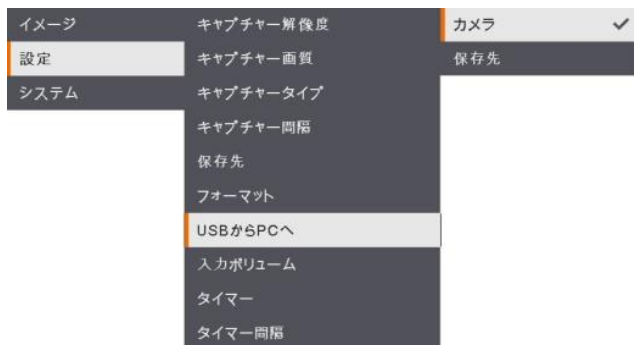 イメージ
設定
システム
キャプチャー解像度
キャプチャー画質
キャプチャータイプ
キャプチャー間隔
保存先
フォーマット
USBからPCへ
入力ボリューム
タイマー
タイマー間隔
カメラ
保存先